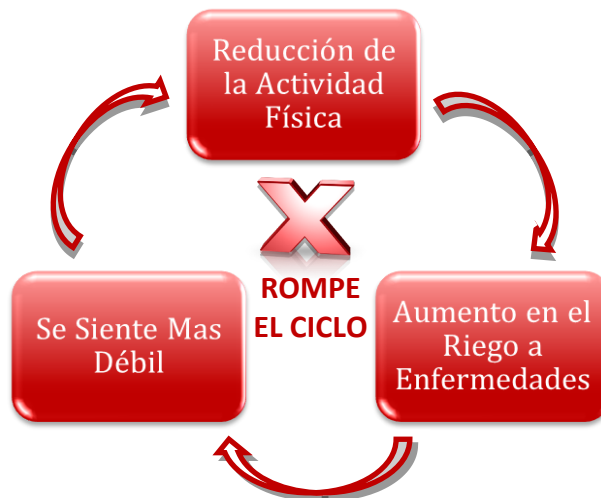 Reducción de
la Actividad
Física
X
ROMPE
EL CICLO
Se Siente Mas
Débil
Aumento en el
Riego a
Enfermedades